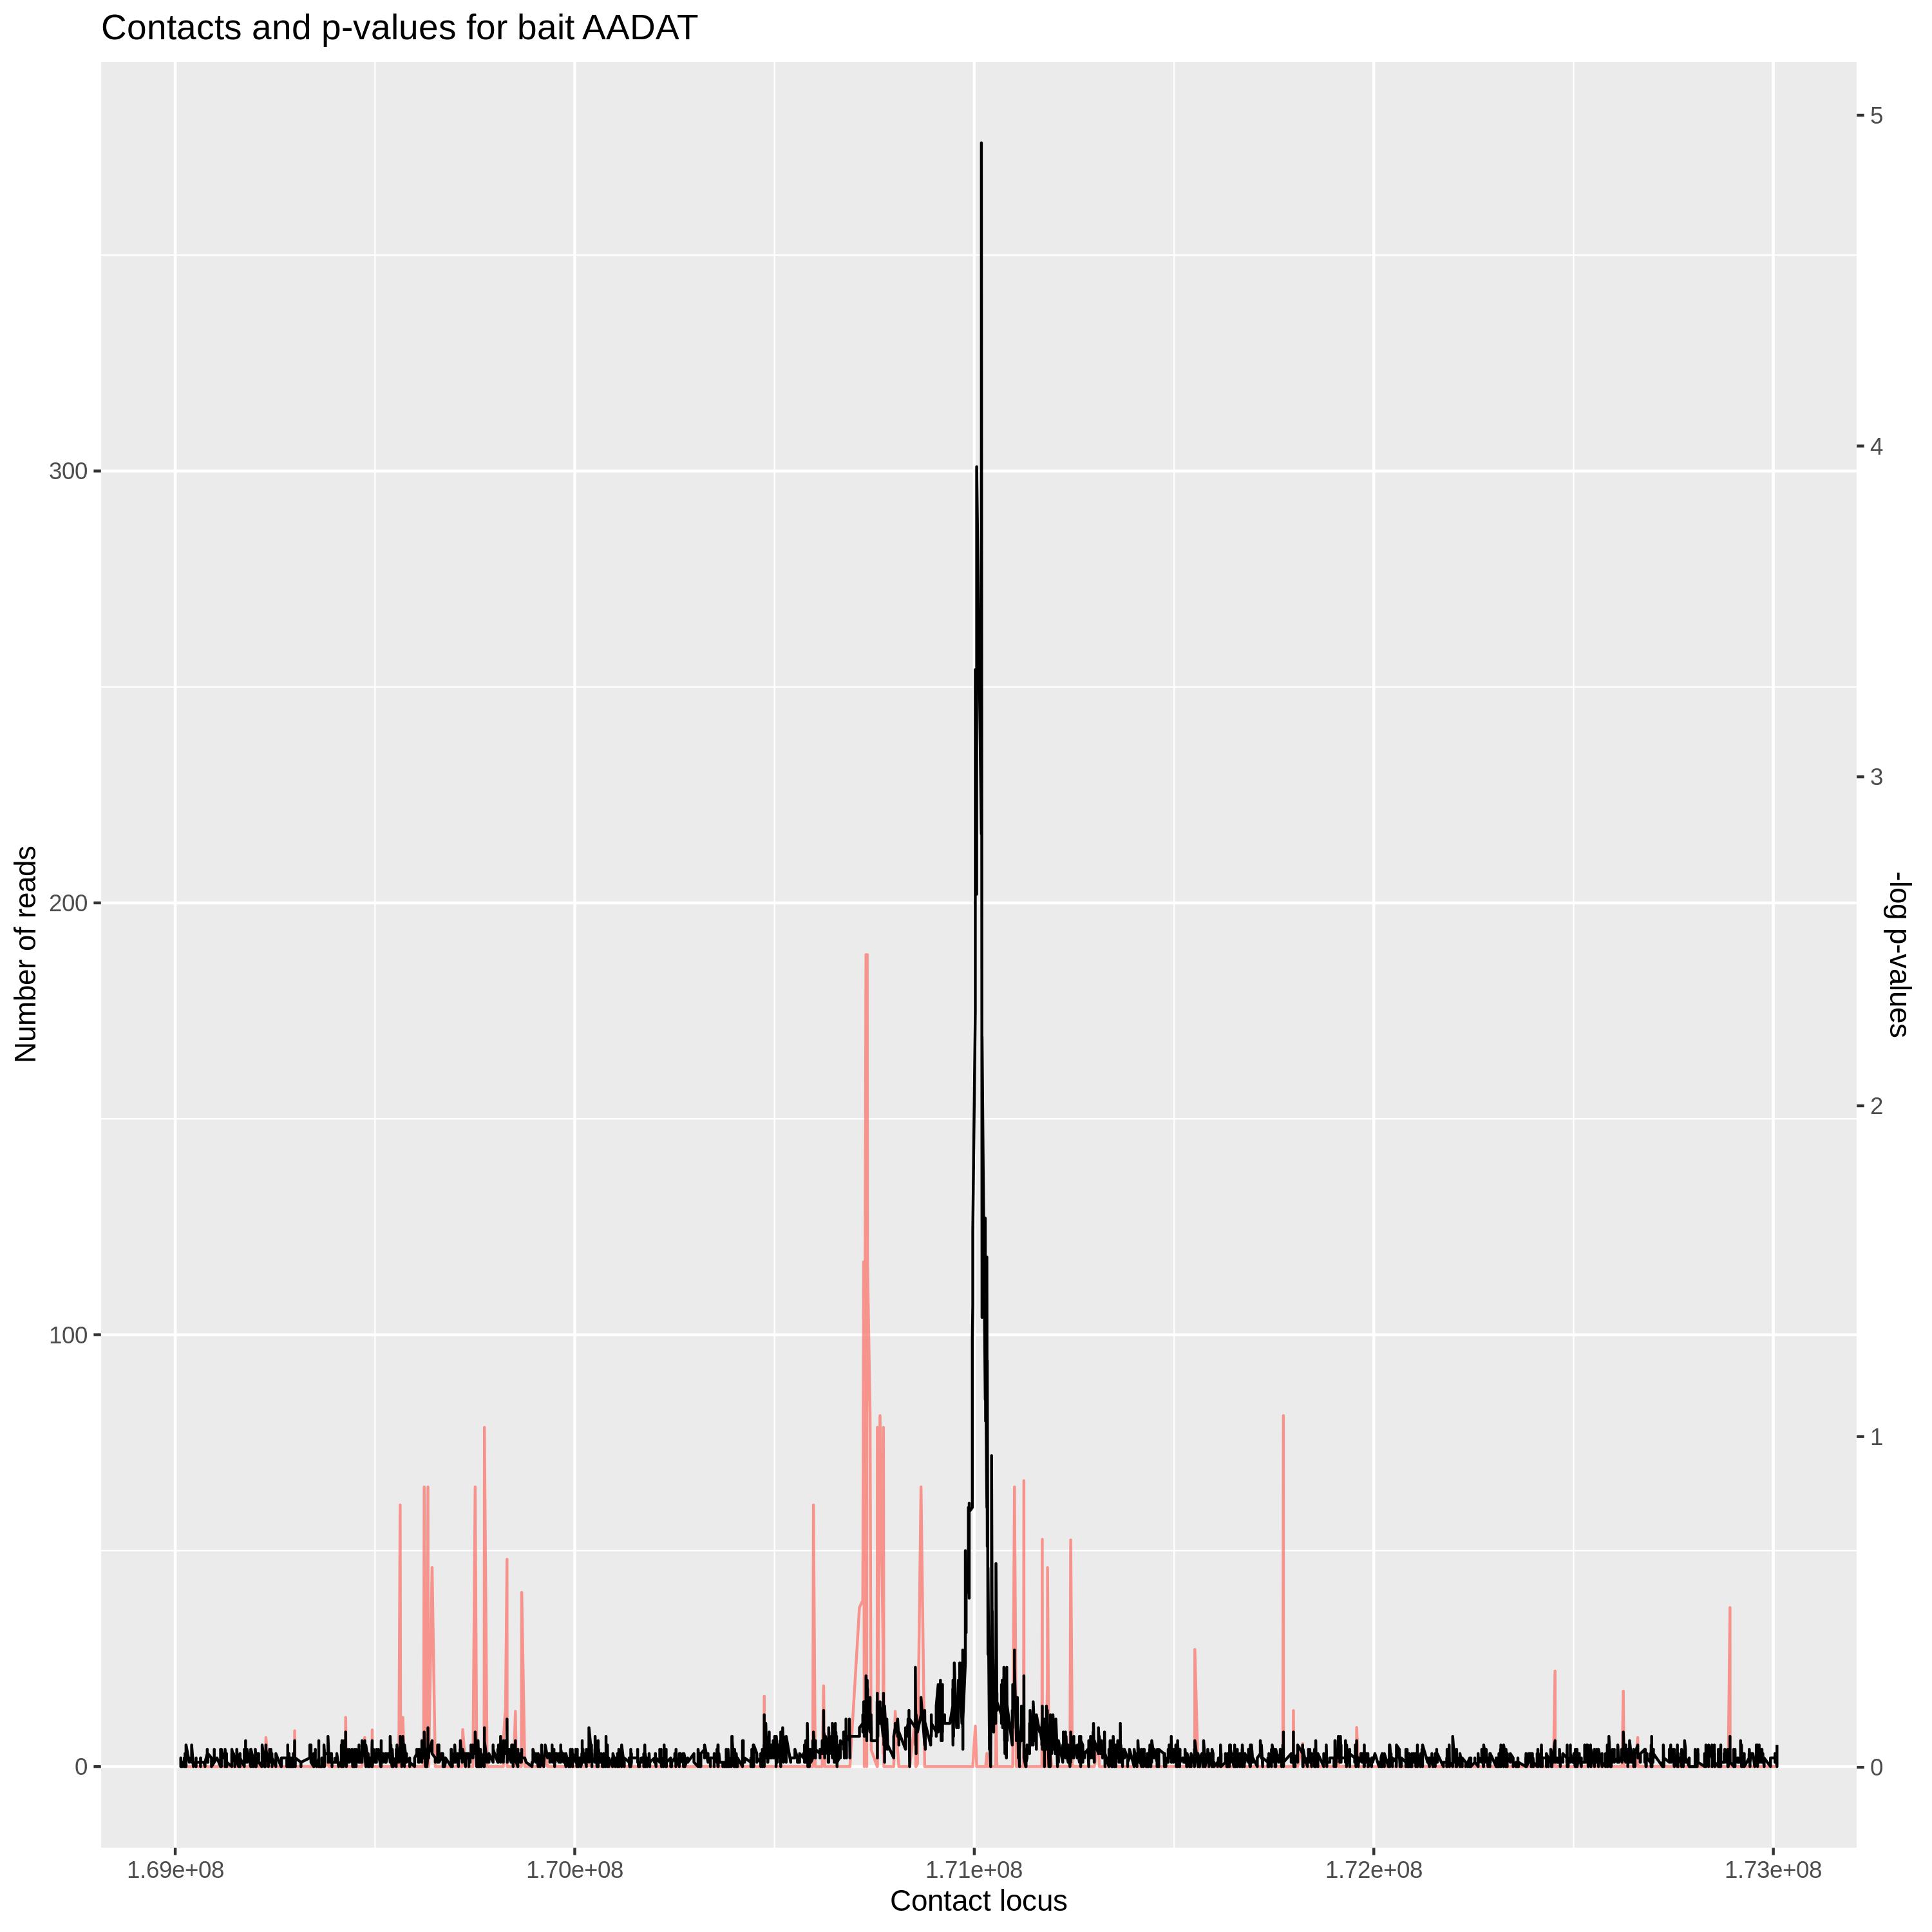 Contacts and p-values for bait AADAT
Number of reads
300
200
100
0
5
4
3
2
1
0
-log p-values
1.69e+08
1.70e+08
1.71e+08
1.72e+08
1.73e+08
Contact locus